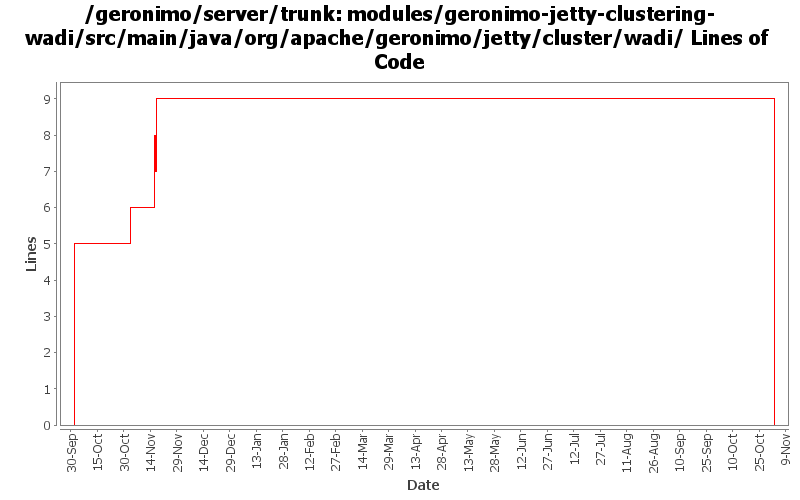 /geronimo/server/trunk: modules/geronimo-jetty-clustering-
wadi/src/main/java/org/apache/geronimo/jetty/cluster/wadi/ Lines of
Code
9
8
7
6
5
4
3
2
1
0
Lines
30-Sep
15-Oct
30-Oct
14-Nov
29-Nov
14-Dec
29-Dec
13-Jan
28-Jan
12-Feb
27-Feb
14-Mar
29-Mar
13-Apr
28-Apr
13-May
28-May
12-Jun
27-Jun
12-Jul
27-Jul
11-Aug
26-Aug
10-Sep
25-Sep
10-Oct
25-Oct
9-Nov
Date